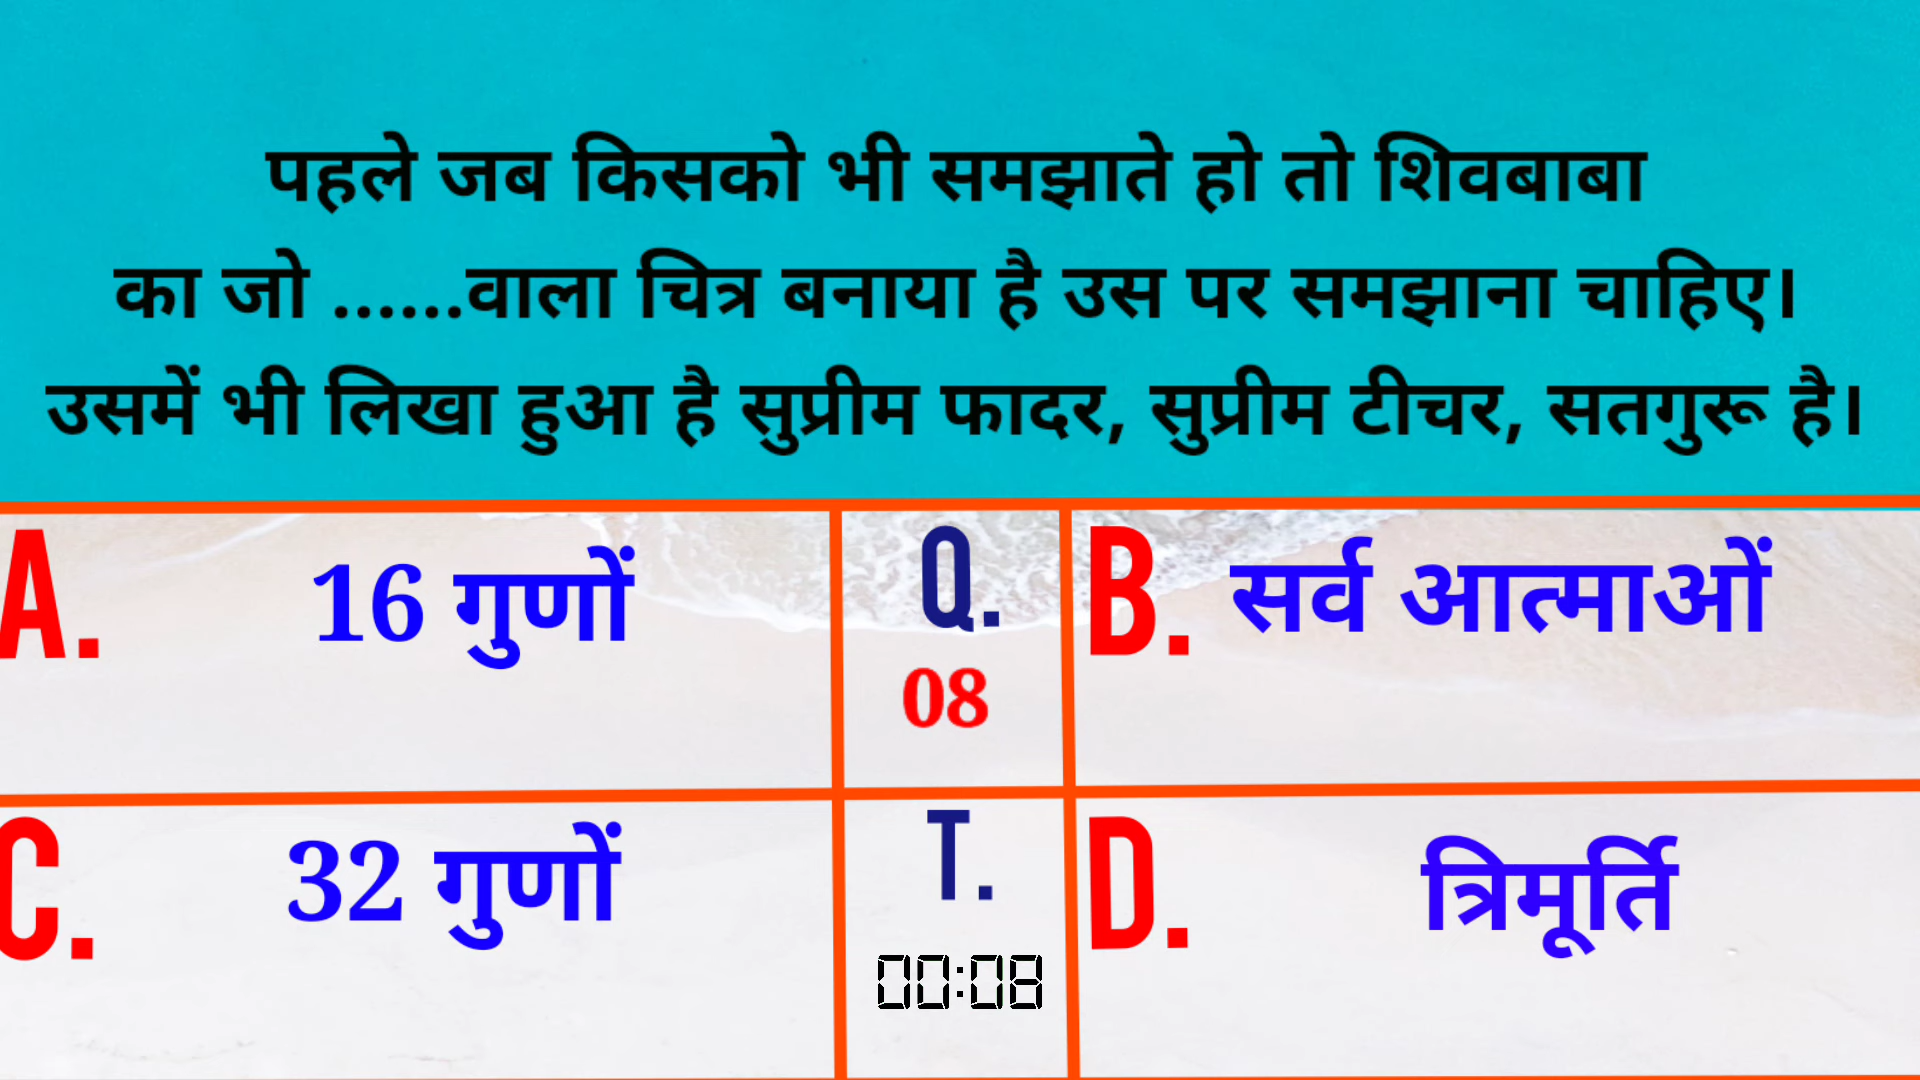 पहले जब किसको भी समझाते हो तो शिवबाबा
का जो ......वाला चित्र बनाया है उस पर समझाना चाहिए।
उसमें भी लिखा हुआ है सुप्रीम फादर, सुप्रीम टीचर, सतगुरू है।
A. 16 गुणों
Q.
08
B. सर्व आत्माओं
C. 32 गुणों
T.
00:08
D. त्रिमूर्ति